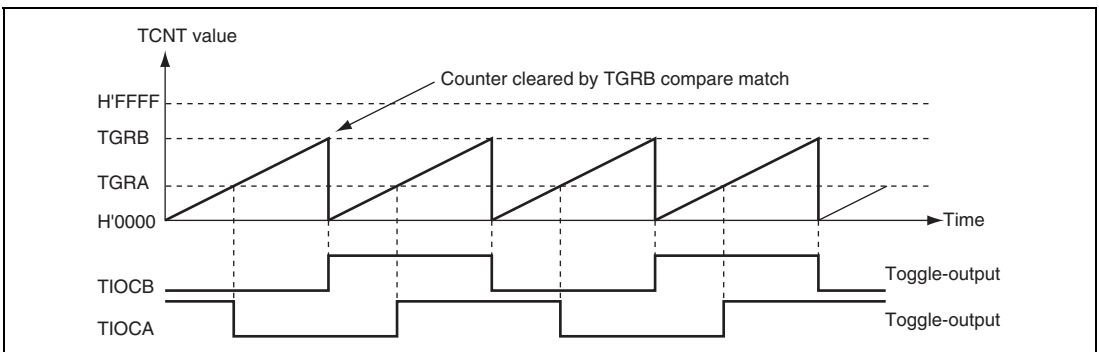 TCNT value
Counter cleared by TGRB compare match
H'FFFF
TGRB
TGRA
H'0000
Time
TIOCB
Toggle-output
TIOCA
Toggle-output